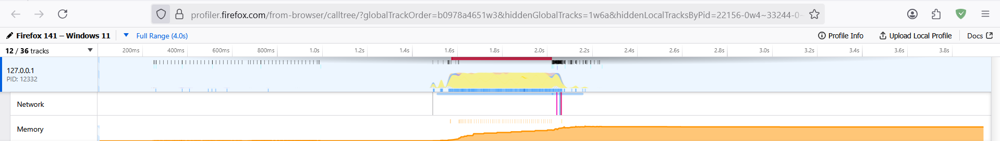 profiler.firefox.com/from-browser/calltree/?globalTrackOrder=b0978a4651w3&hiddenGlobalTracks=1w6a&hiddenLocalTracksByPid=22156-0w4~33244-0~
Firefox 141 – Windows 11 Full Range (4.0s) Profile Info Upload Local Profile Docs
12 / 36 tracks 200ms 400ms 600ms 800ms 1.0s 1.2s 1.4s 1.6s 1.8s 2.0s 2.2s 2.4s 2.6s 2.8s 3.0s 3.2s 3.4s 3.6s 3.8s
127.0.0.1
PID: 12332
Network
Memory